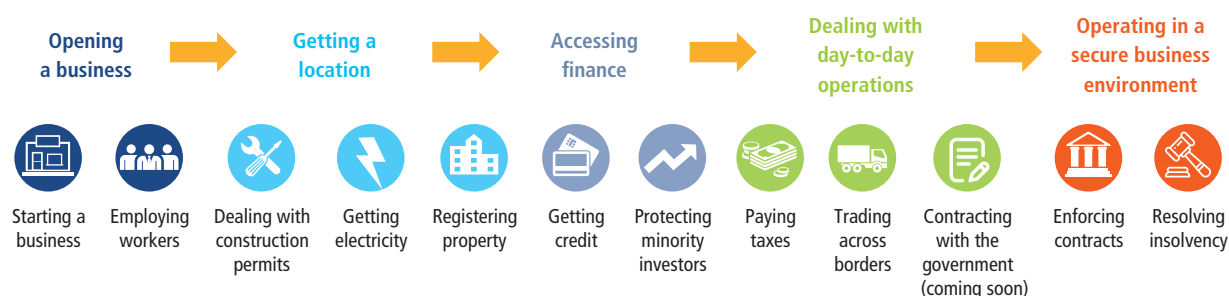 Opening
a business
Getting a
location
Accessing
finance
Dealing with
day-to-day
operations
Operating in a
secure business
environment
Starting a
business
Employing
workers
Dealing with
construction
permits
Getting
electricity
Registering
property
Getting
credit
Protecting
minority
investors
Paying
taxes
Trading
across
borders
Contracting
with the
government
(coming soon)
Enforcing
contracts
Resolving
insolvency